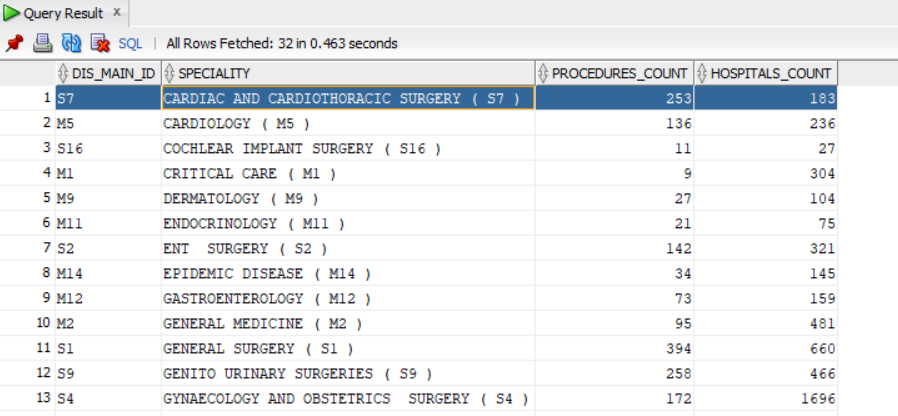 Query Result x
SQL | All Rows Fetched: 32 in 0.463 seconds
DIS_MAIN_ID SPECIALITY PROCEDURES_COUNT HOSPITALS_COUNT
1 S7 CARDIAC AND CARDIOTHORACIC SURGERY ( S7 ) 253 183
2 M5 CARDIOLOGY ( M5 ) 136 236
3 S16 COCHLEAR IMPLANT SURGERY ( S16 ) 11 27
4 M1 CRITICAL CARE ( M1 ) 9 304
5 M9 DERMATOLOGY ( M9 ) 27 104
6 M11 ENDOCRINOLOGY ( M11 ) 21 75
7 S2 ENT  SURGERY ( S2 ) 142 321
8 M14 EPIDEMIC DISEASE ( M14 ) 34 145
9 M12 GASTROENTEROLOGY ( M12 ) 73 159
10 M2 GENERAL MEDICINE ( M2 ) 95 481
11 S1 GENERAL SURGERY ( S1 ) 394 660
12 S9 GENITO URINARY SURGERIES ( S9 ) 258 466
13 S4 GYNAECOLOGY AND OBSTETRICS  SURGERY ( S4 ) 172 1696